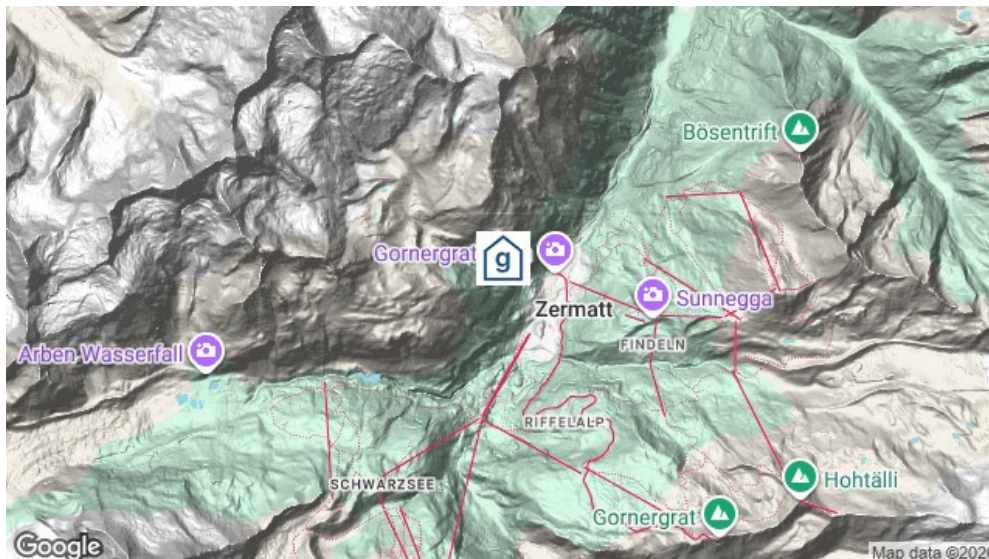 Bösentrift
Gornergrat
g
Zermatt
Sunnegga
FINDELN
Arben Wasserfall
RIFFELALP
SCHWARZSEE
Hohtälli
Gornergrat
Google
Map data ©202